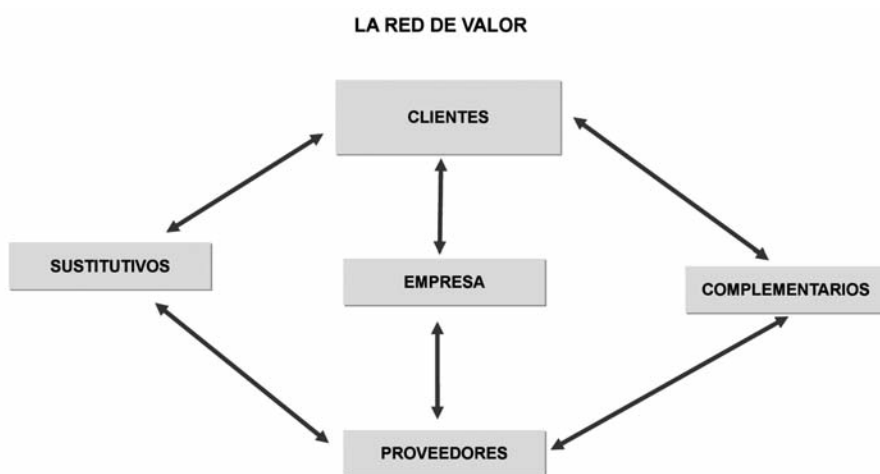 LA RED DE VALOR
CLIENTES
SUSTITUTIVOS
EMPRESA
COMPLEMENTARIOS
PROVEEDORES